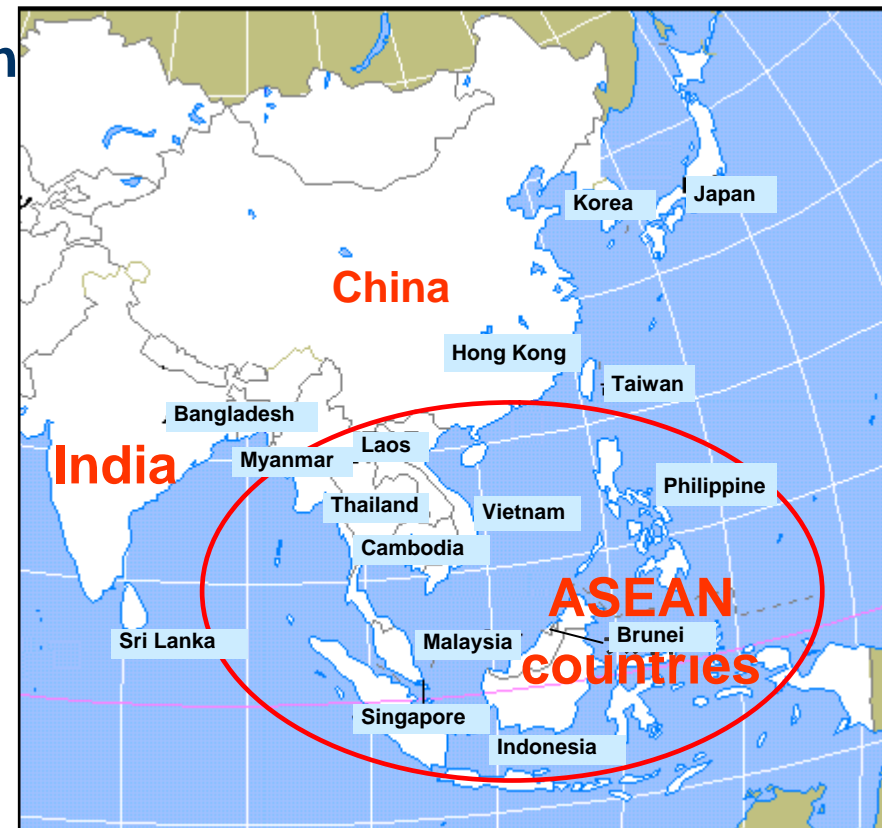 n
Korea
Japan
China
Hong Kong
Taiwan
Bangladesh
Laos
India
Myanmar
Philippine
Thailand
Vietnam
Cambodia
ASEAN
Sri Lanka
Malaysia
Brunei
countries
Singapore
Indonesia